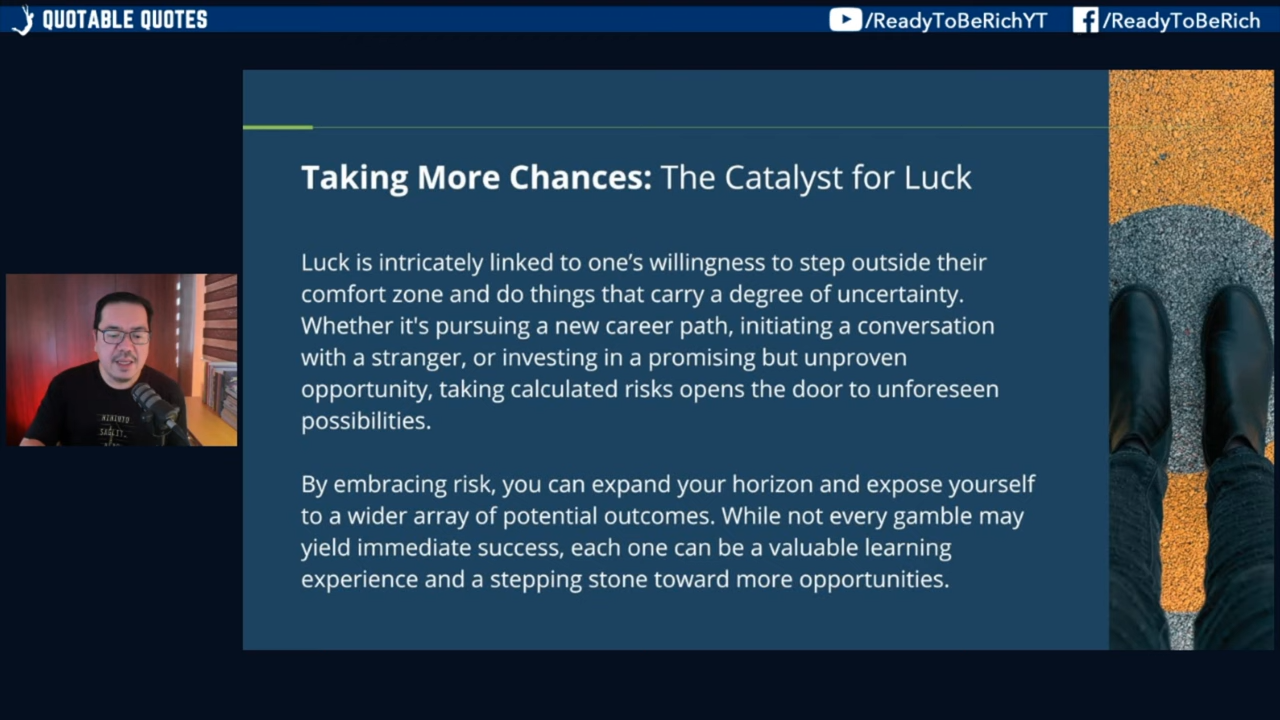 QUOTABLE QUOTES
/ReadyToBeRichYT
/ReadyToBeRich
Taking More Chances: The Catalyst for Luck
Luck is intricately linked to one’s willingness to step outside their
comfort zone and do things that carry a degree of uncertainty.
Whether it's pursuing a new career path, initiating a conversation
with a stranger, or investing in a promising but unproven
opportunity, taking calculated risks opens the door to unforeseen
possibilities.
By embracing risk, you can expand your horizon and expose yourself
to a wider array of potential outcomes. While not every gamble may
yield immediate success, each one can be a valuable learning
experience and a stepping stone toward more opportunities.